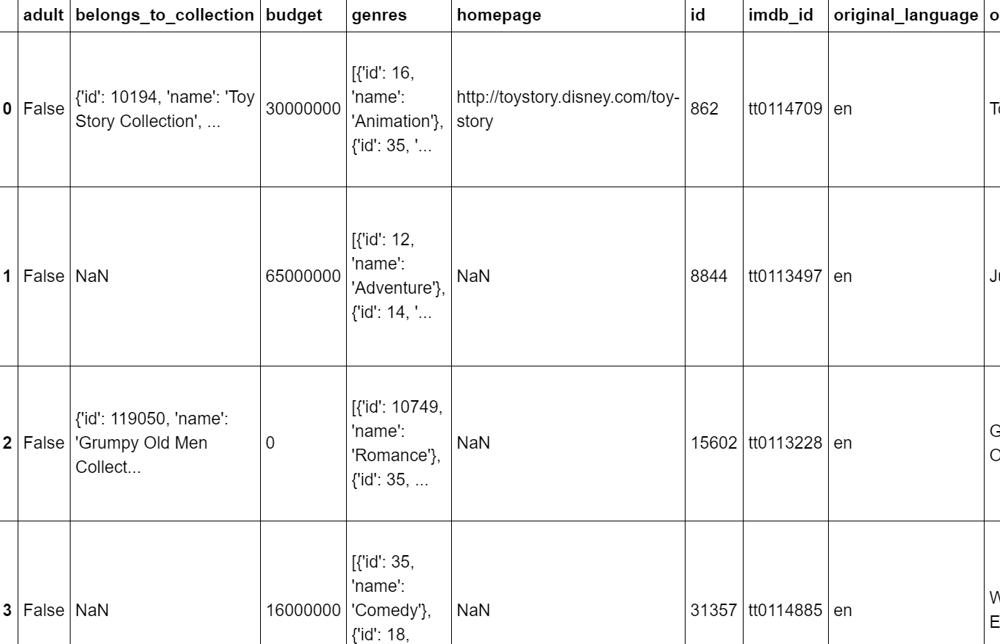 adult belongs_to_collection budget genres homepage id imdb_id original_language
0 False {'id': 10194, 'name': 'Toy Story Collection', ... 30000000 [{'id': 16, 'name': 'Animation'}, {'id': 35, '... http://toystory.disney.com/toy-story 862 tt0114709 en
1 False NaN 65000000 [{'id': 12, 'name': 'Adventure'}, {'id': 14, '... NaN 8844 tt0113497 en
2 False {'id': 119050, 'name': 'Grumpy Old Men Collect... 0 [{'id': 10749, 'name': 'Romance'}, {'id': 35, ... NaN 15602 tt0113228 en
3 False NaN 16000000 [{'id': 35, 'name': 'Comedy'}, {'id': 18, NaN 31357 tt0114885 en